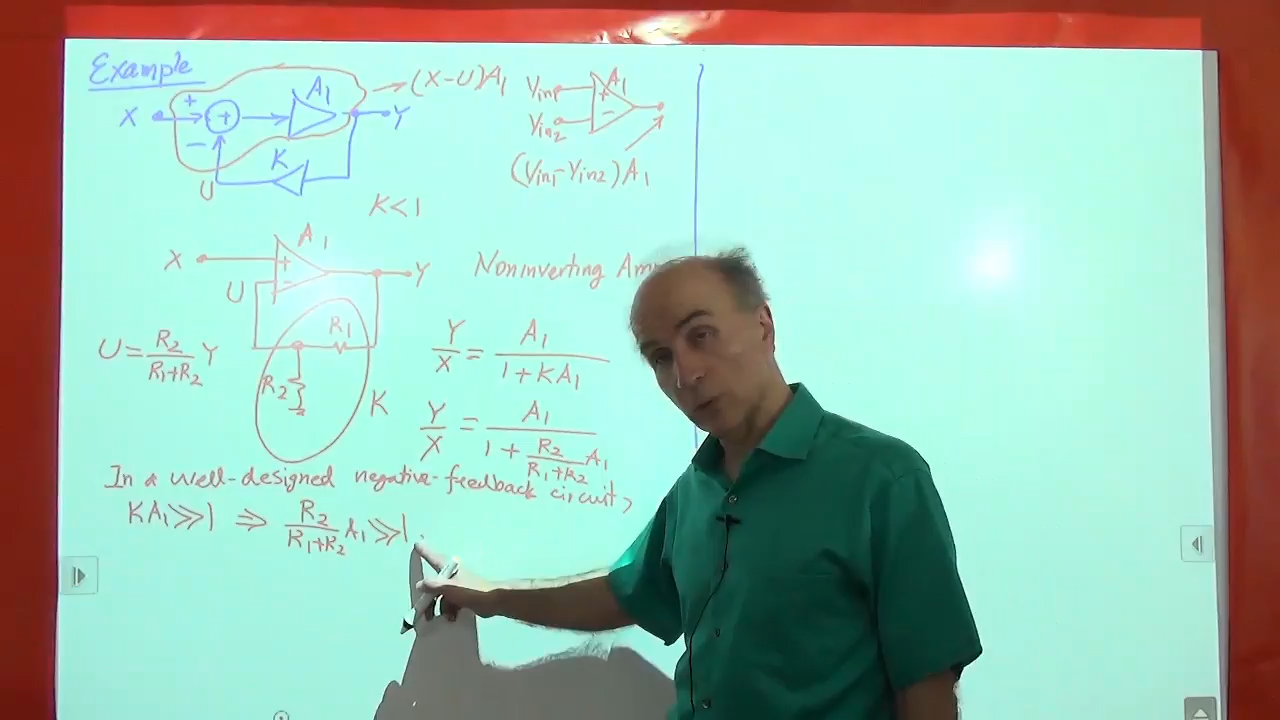 Example
X + + − A1 Y K U
→ (X-U)A1
Vin1 Vin2 + − A1
(Vin1-Vin2)A1
K<1
X U + - A1 Y R1 R2 K
Noninverting
U = R2/(R1+R2) Y
Y/X = A1/(1+KA1)
Y/X = A1/(1+ R2/(R1+R2) A1)
In a well-designed negative-feedback circuit,
KA1≫1 ⇒ R2/(R1+R2) A1≫1.